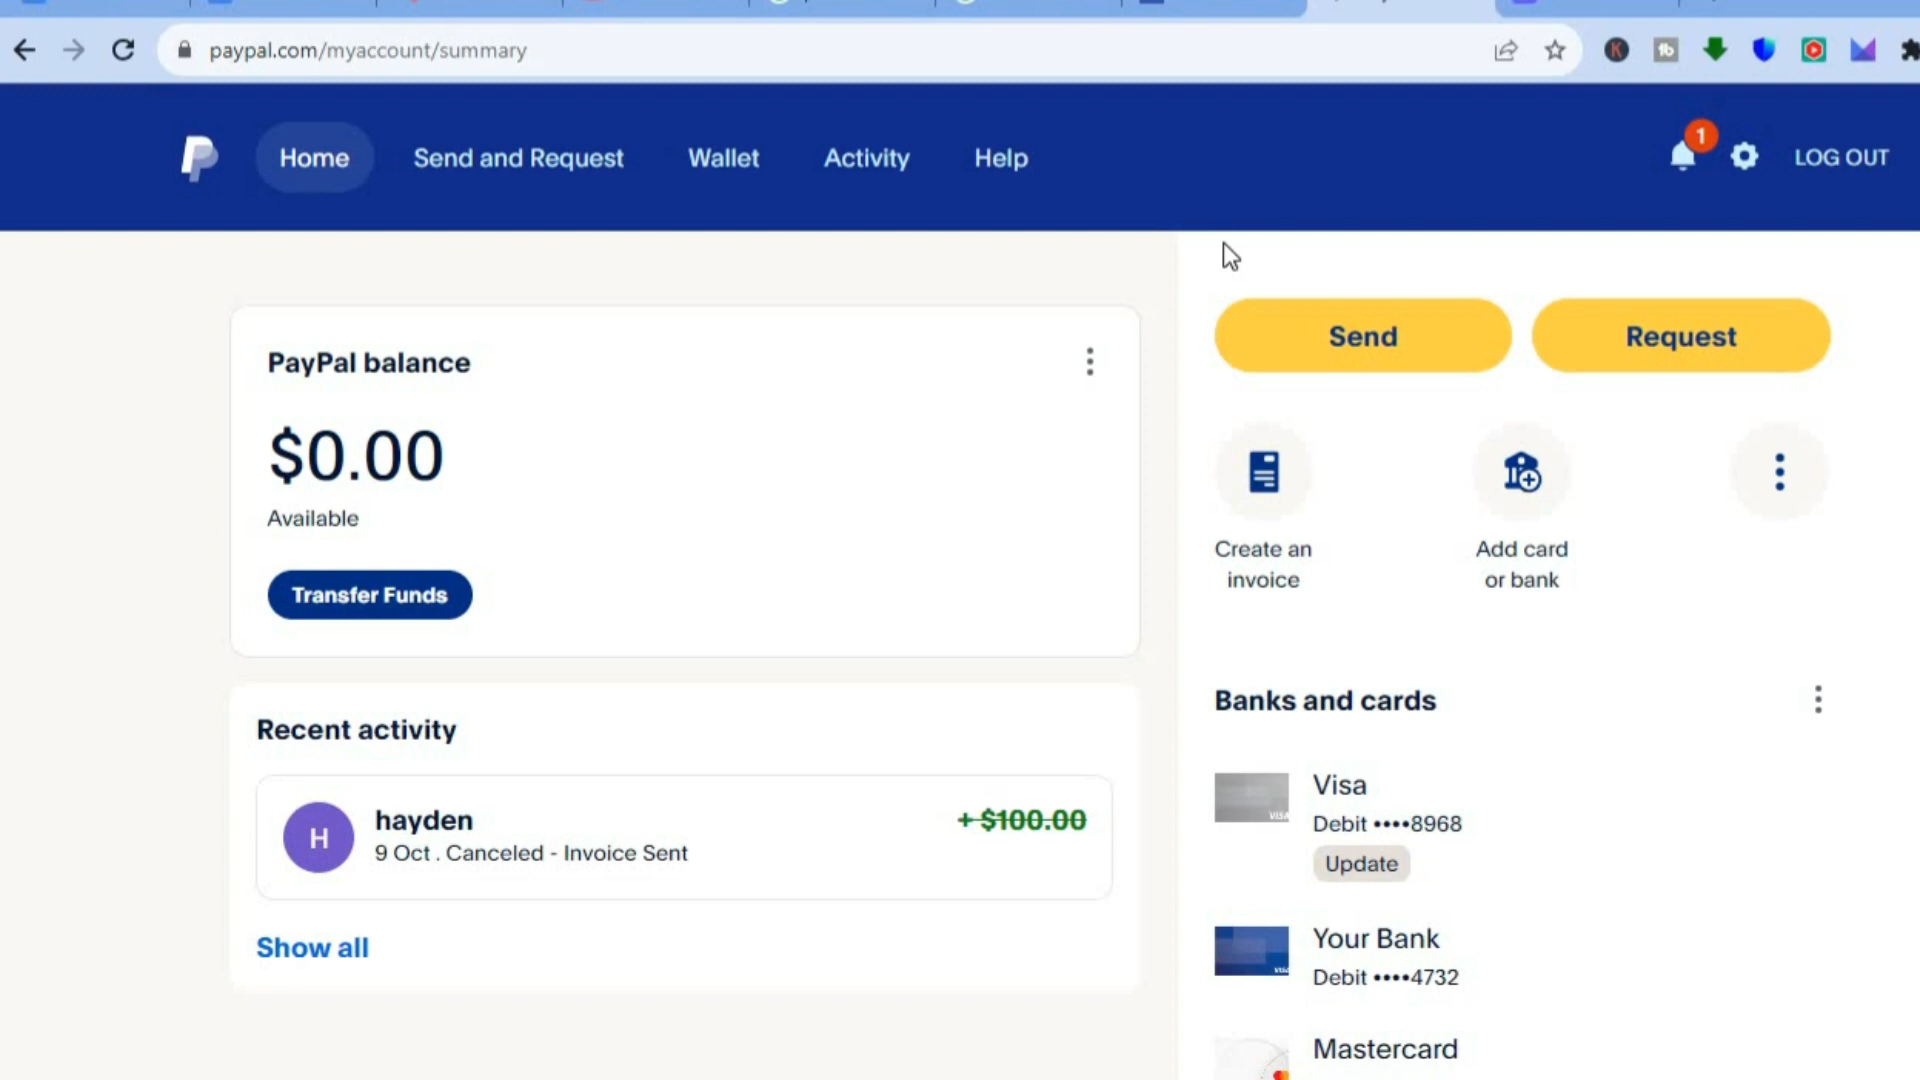 paypal.com/myaccount/summary
Home
Send and Request
Wallet
Activity
Help
1
LOG OUT
PayPal balance
$0.00
Available
Transfer Funds
Recent activity
H
hayden
+ $100.00
9 Oct . Canceled - Invoice Sent
Show all
Send
Request
Create an
invoice
Add card
or bank
Banks and cards
VISA
Visa
Debit ••••8968
Update
VISA
Your Bank
Debit ••••4732
Mastercard